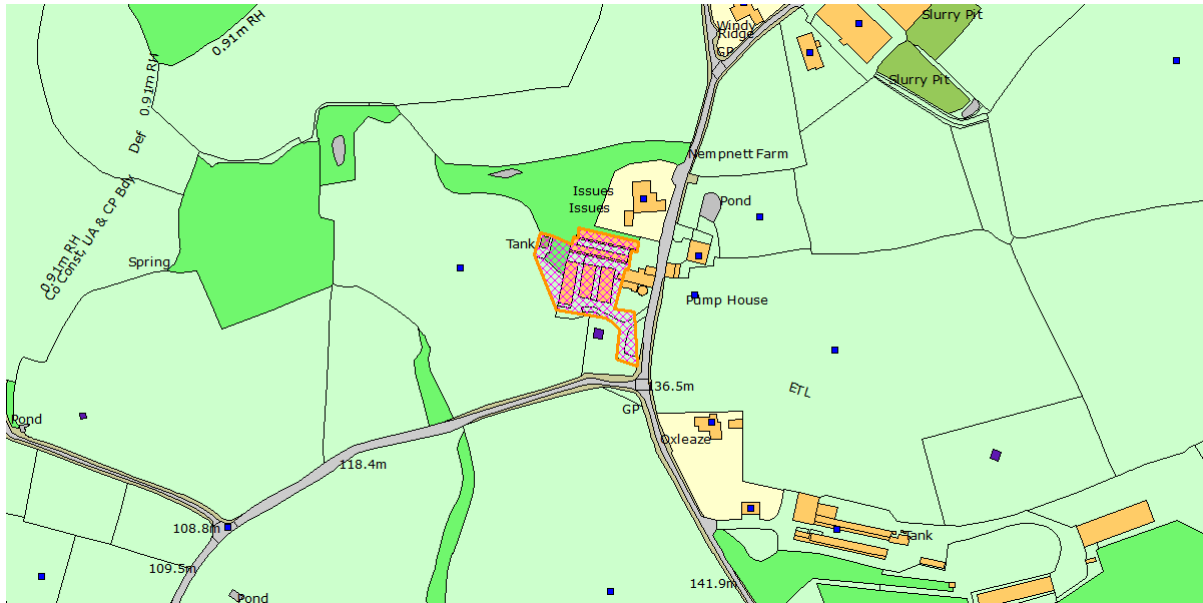 Slurry Pit
0.91m RH
Windy
Ridge
GP
Slurry Pit
0.91m RH
Def
Nempnett Farm
Issues
Issues
Pond
Co Const, UA & CP Bdy
0.91m RH
Spring
Tank
Pump House
136.5m
ETL
GP
Oxleaze
Pond
118.4m
108.8m
Tank
109.5m
141.9m
Pond